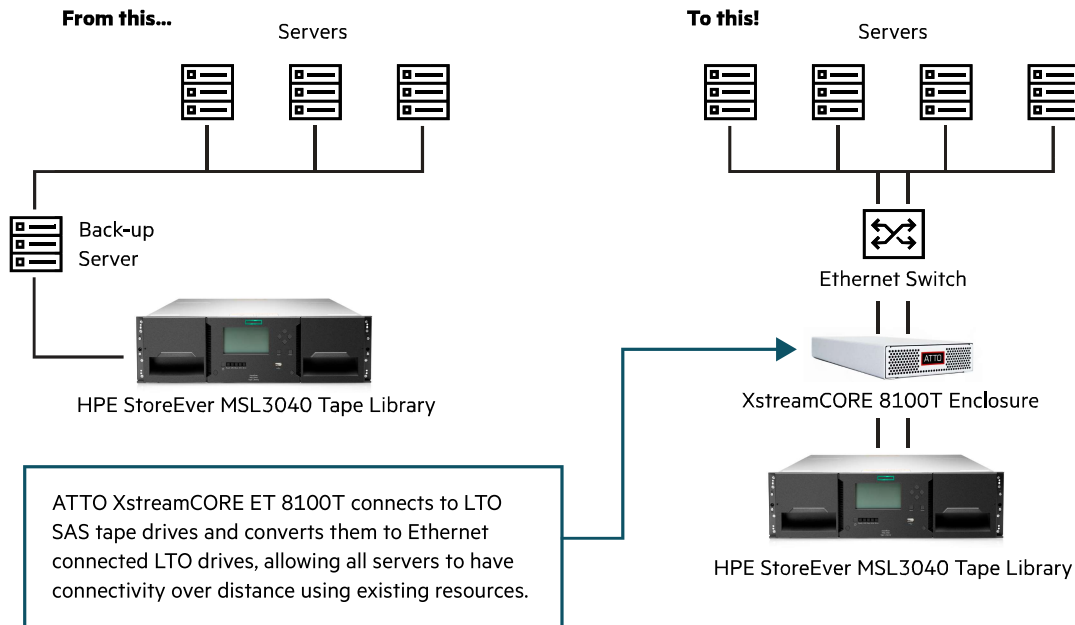 From this...
Servers
Back-up
Server
HPE StoreEver MSL3040 Tape Library
To this!
Servers
Ethernet Switch
ATTO
XstreamCORE 8100T Enclosure
HPE StoreEver MSL3040 Tape Library
ATTO XstreamCORE ET 8100T connects to LTO
SAS tape drives and converts them to Ethernet
connected LTO drives, allowing all servers to have
connectivity over distance using existing resources.